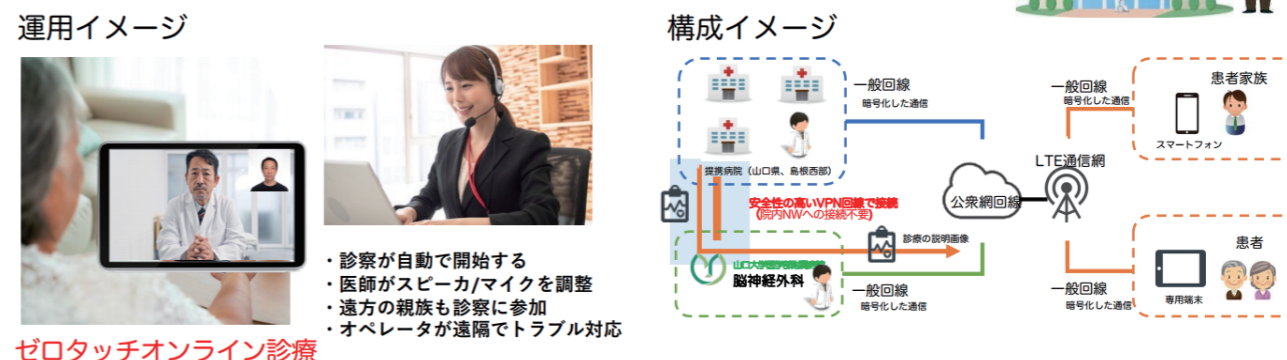 運用イメージ
・診察が自動で開始する
・医師がスピーカ/マイクを調整
・遠方の親族も診察に参加
・オペレータが遠隔でトラブル対応
ゼロタッチオンライン診療
構成イメージ
一般回線
暗号化した通信
提携病院(山口県、島根西部)
安全性の高いVPN回線で接続
(院内NWへの接続不要)
診療の説明画像
脳神経外科
一般回線
暗号化した通信
公衆網回線
LTE通信網
一般回線
暗号化した通信
患者家族
スマートフォン
一般回線
暗号化した通信
患者
専用端末